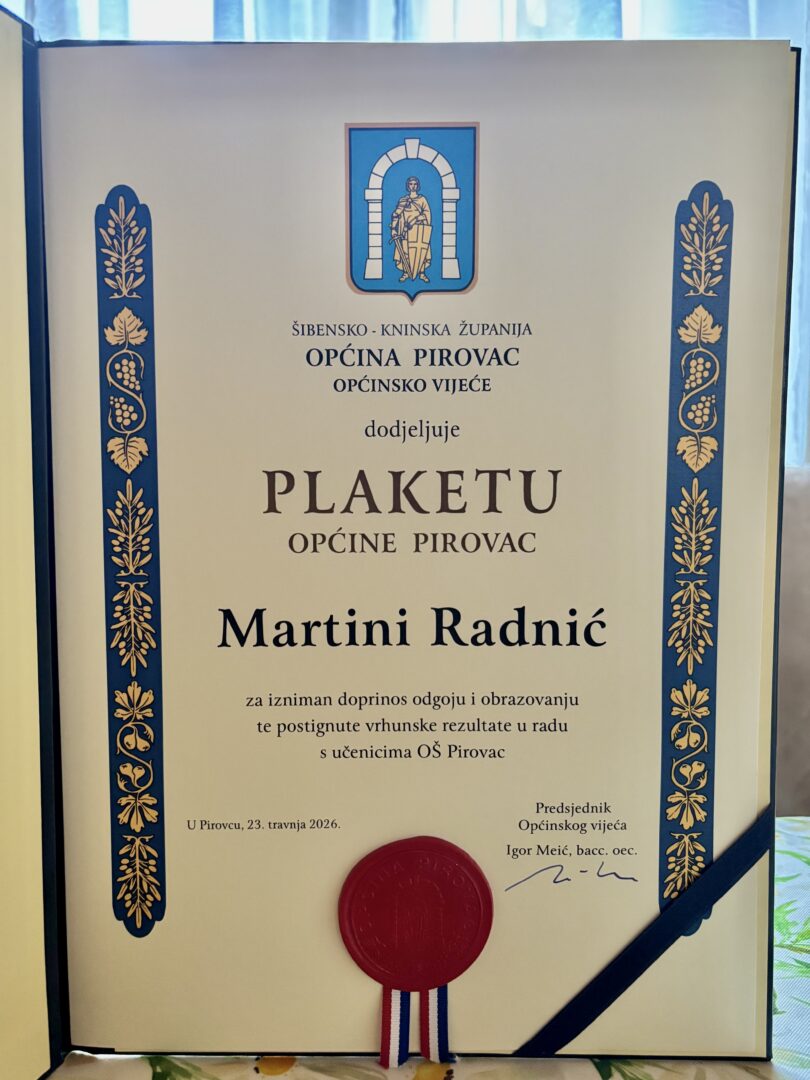 ŠIBENSKO - KNINSKA ŽUPANIJA
OPĆINA PIROVAC
OPĆINSKO VIJEĆE
dodjeljuje
PLAKETU
OPĆINE PIROVAC
Martini Radnić
za izniman doprinos odgoju i obrazovanju
te postignute vrhunske rezultate u radu
s učenicima OŠ Pirovac
U Pirovcu, 23. travnja 2026.
Predsjednik
Općinskog vijeća
Igor Meić, bacc. oec.